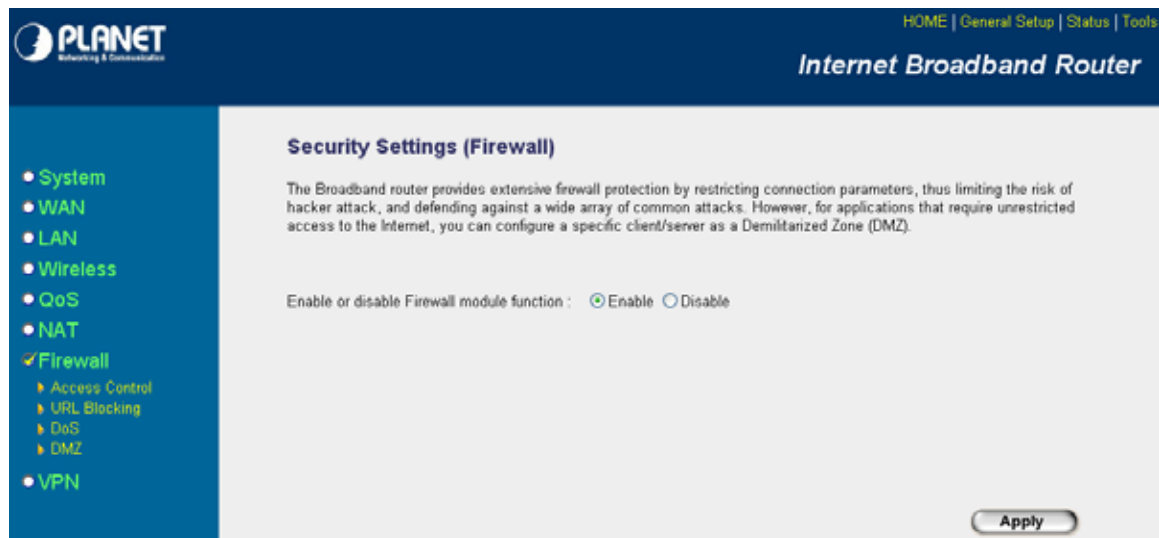 PLANET
Networking & Communication
HOME | General Setup | Status | Tools
Internet Broadband Router
System
WAN
LAN
Wireless
QoS
NAT
Firewall
Access Control
URL Blocking
DoS
DMZ
VPN
Security Settings (Firewall)
The Broadband router provides extensive firewall protection by restricting connection parameters, thus limiting the risk of
hacker attack, and defending against a wide array of common attacks. However, for applications that require unrestricted
access to the Internet, you can configure a specific client/server as a Demilitarized Zone (DMZ).
Enable or disable Firewall module function : Enable Disable
Apply